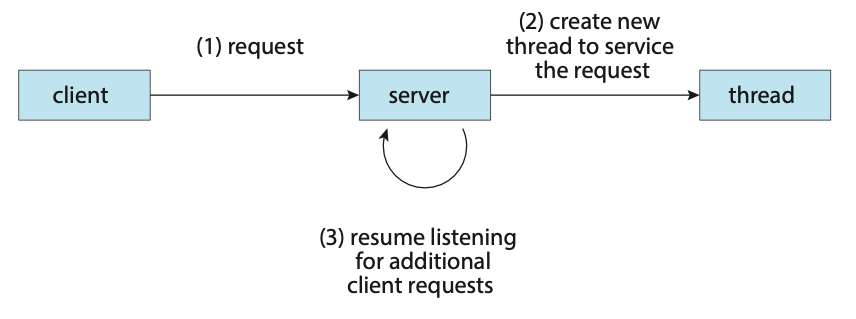 (1) request
(2) create new
thread to service
the request
client
server
thread
(3) resume listening
for additional
client requests